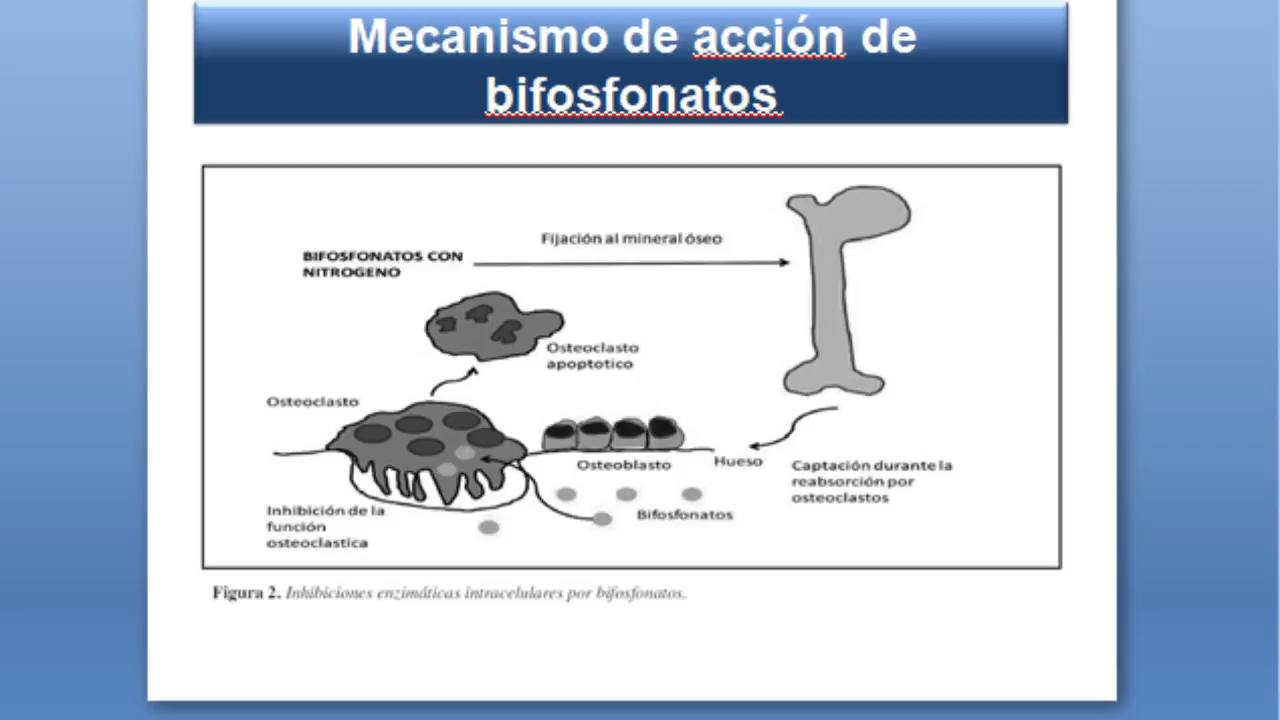 Mecanismo de acción de
bifosfonatos
Fijación al mineral óseo
BIFOSFONATOS CON
NITROGENO
Osteoclasto
apoptotico
Osteoclasto
Osteoblasto
Hueso
Captación durante la
reabsorción por
osteoclastos
Inhibición de la
función
osteoclastica
Bifosfonatos
Figura 2. Inhibiciones enzimáticas intracelulares por bifosfonatos.